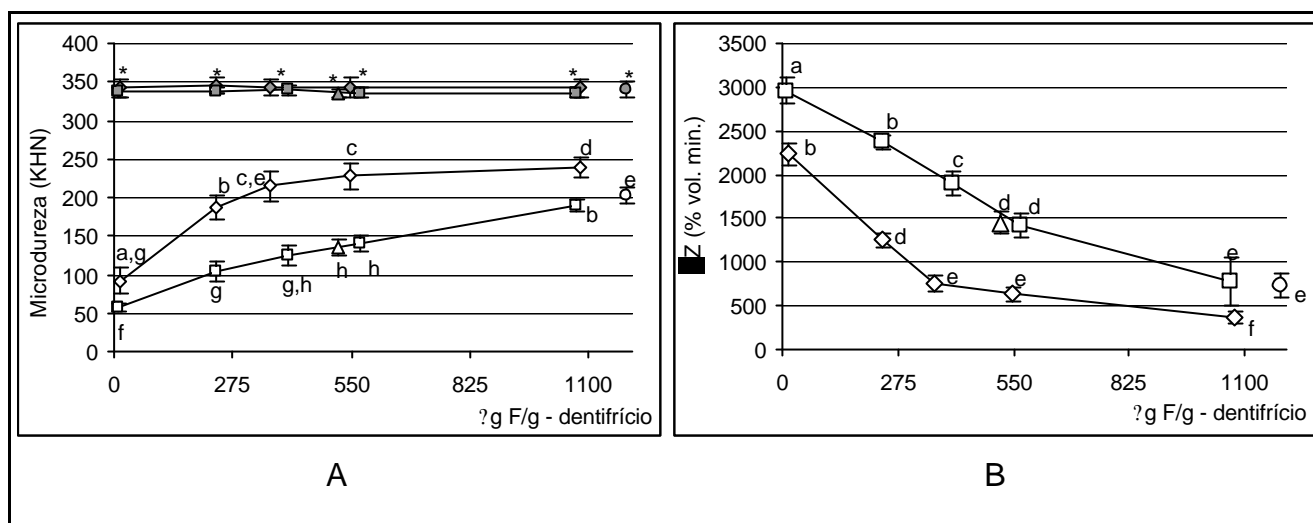 400
350
300
250
200
150
100
50
0
Microdureza (KHN)
* * * * * * *
a,g
b
c,e
c
d
e
f
g
g,h
h
h
b
0 275 550 825 1100
?g F/g - dentifrício
A
3500
3000
2500
2000
1500
1000
500
0
Z (% vol. min.)
a
b
b
c
d
d
d
e
e
e
e
f
0 275 550 825 1100
?g F/g - dentifrício
B